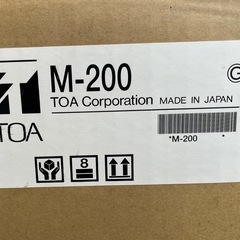 M-200
TOA Corporation MADE IN JAPAN
TOA
*M-200
8